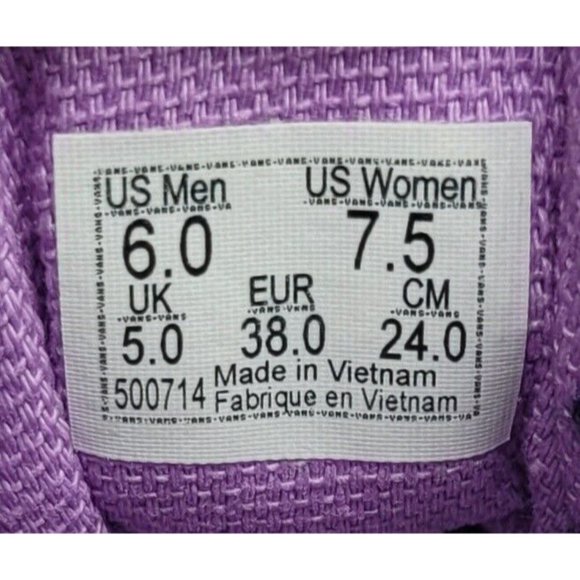 US Men US Women
6.0 7.5
UK EUR CM
5.0 38.0 24.0
500714 Made in Vietnam
Fabrique en Vietnam